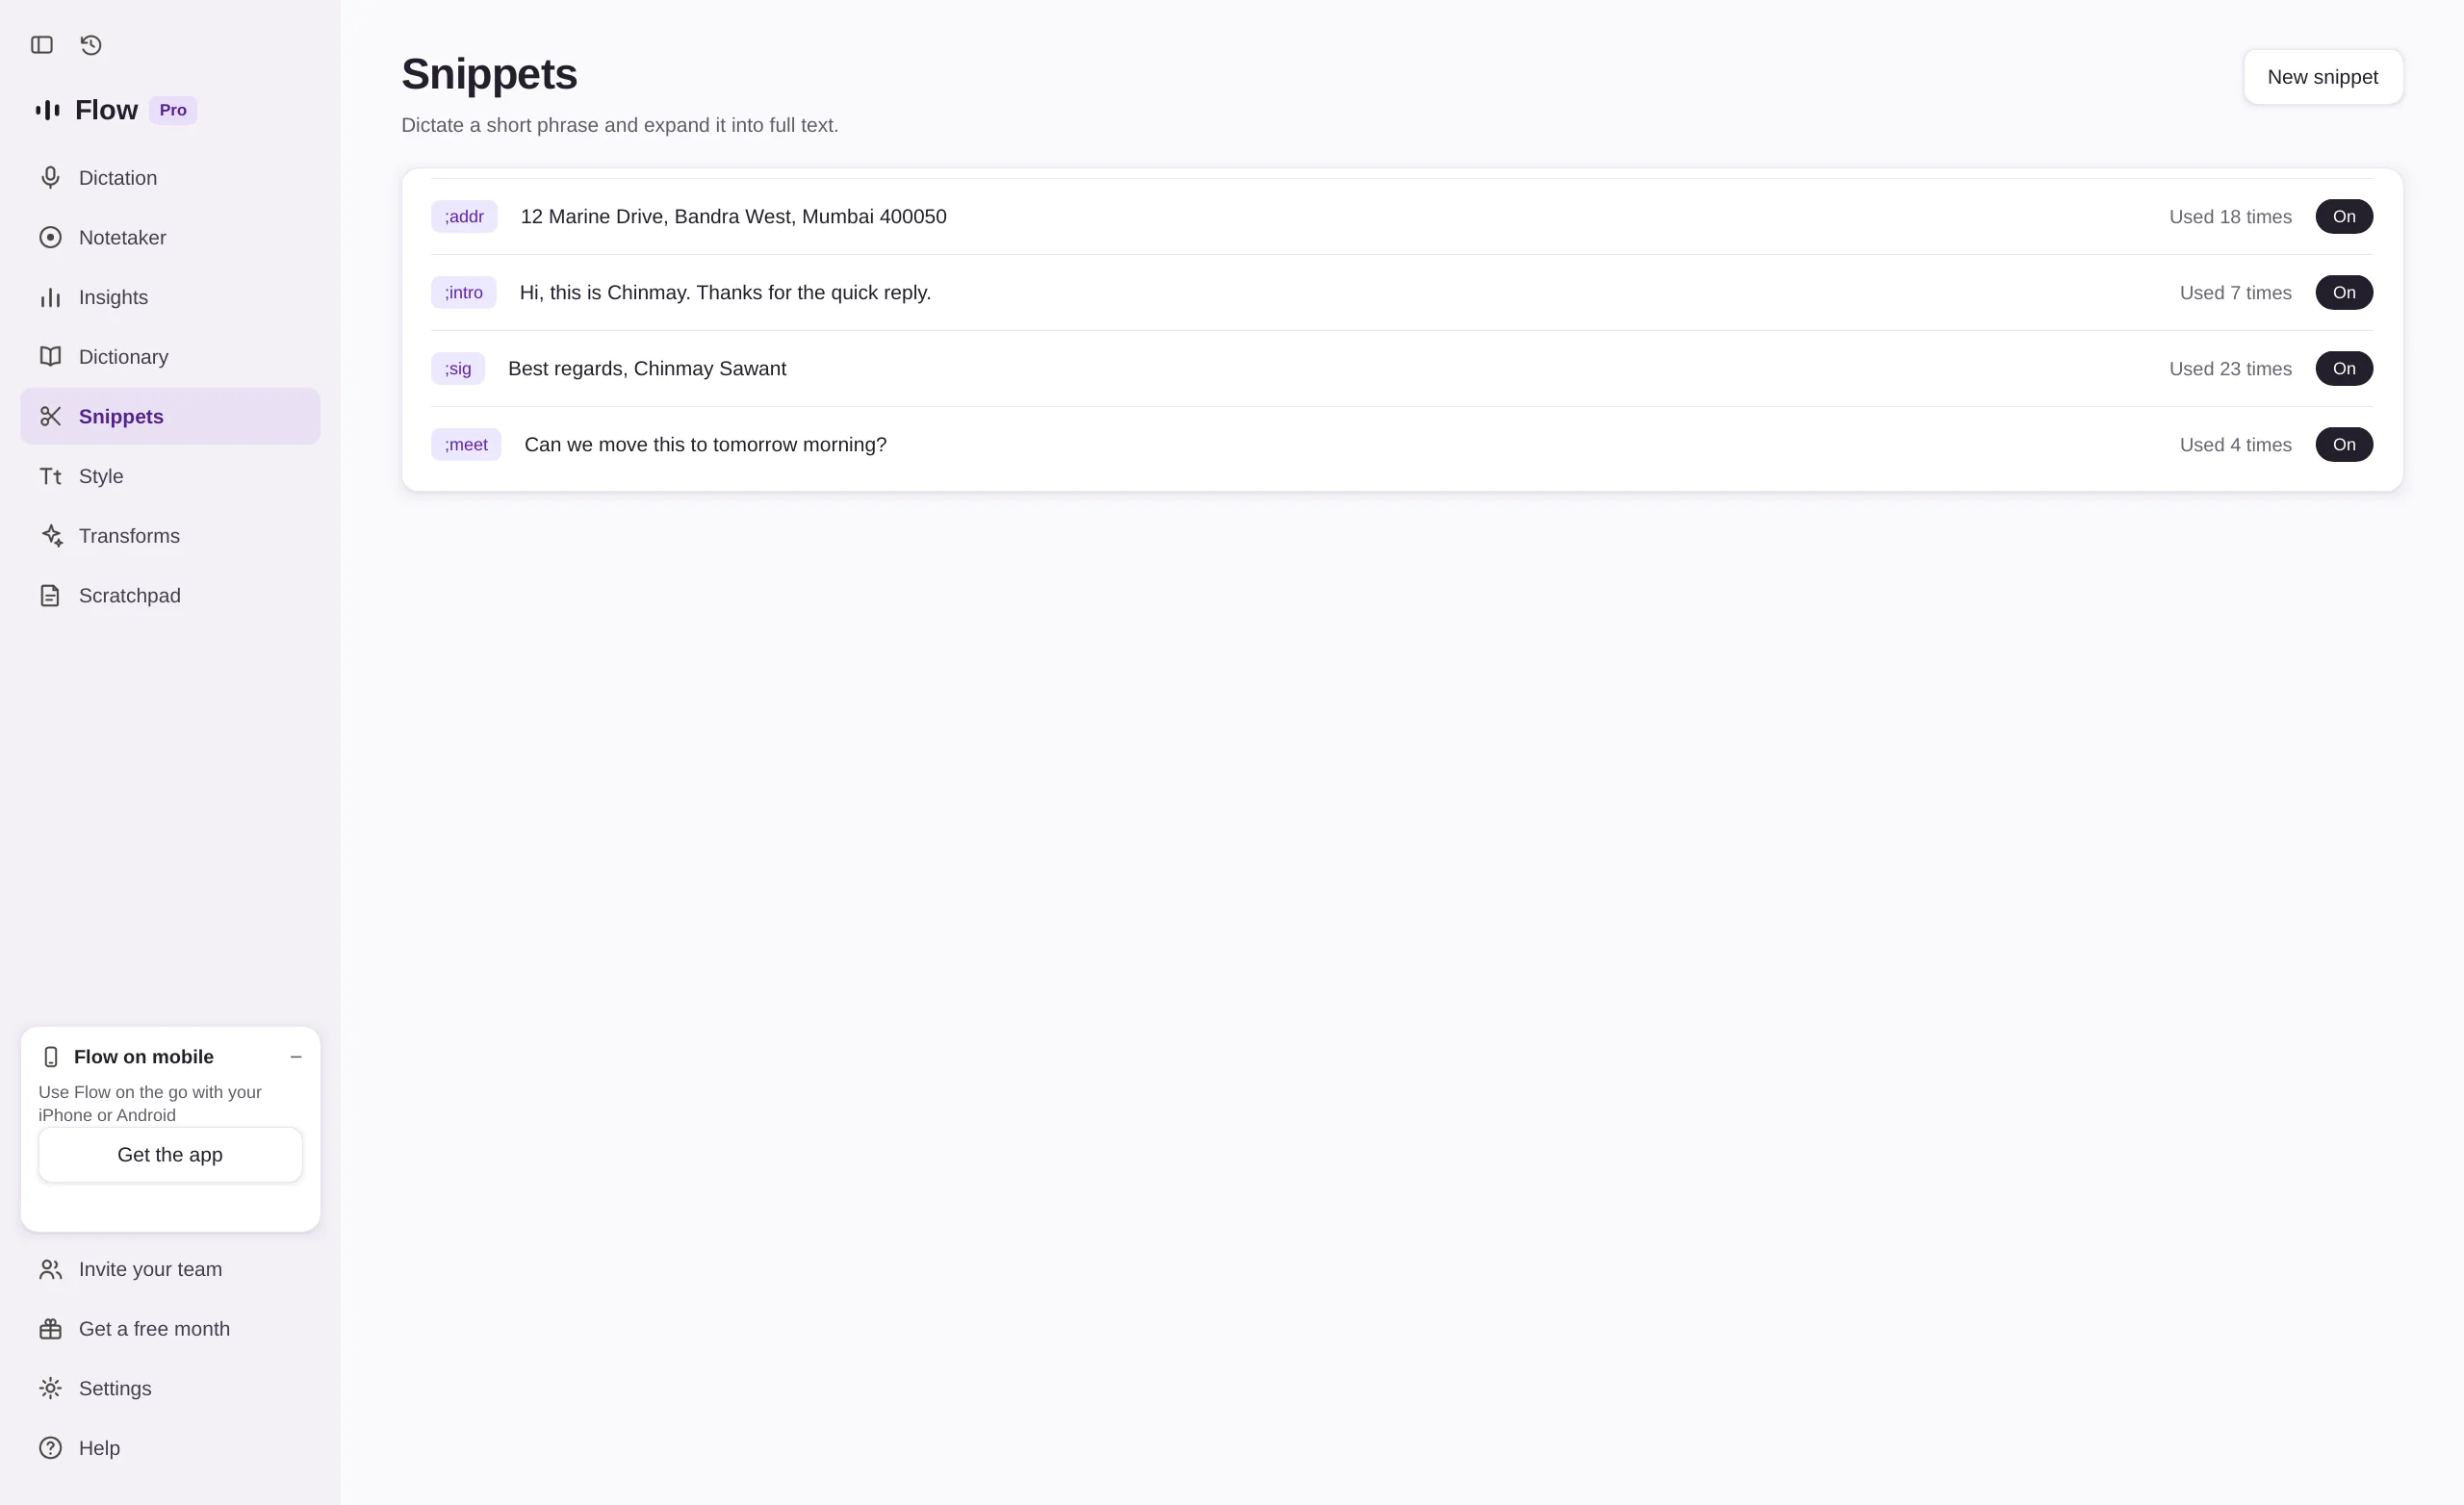 Flow Pro
Dictation
Notetaker
Insights
Dictionary
Snippets
Style
Transforms
Scratchpad
Flow on mobile
Use Flow on the go with your
iPhone or Android
Get the app
Invite your team
Get a free month
Settings
Help
Snippets
New snippet
Dictate a short phrase and expand it into full text.
;addr 12 Marine Drive, Bandra West, Mumbai 400050 Used 18 times On
;intro Hi, this is Chinmay. Thanks for the quick reply. Used 7 times On
;sig Best regards, Chinmay Sawant Used 23 times On
;meet Can we move this to tomorrow morning? Used 4 times On